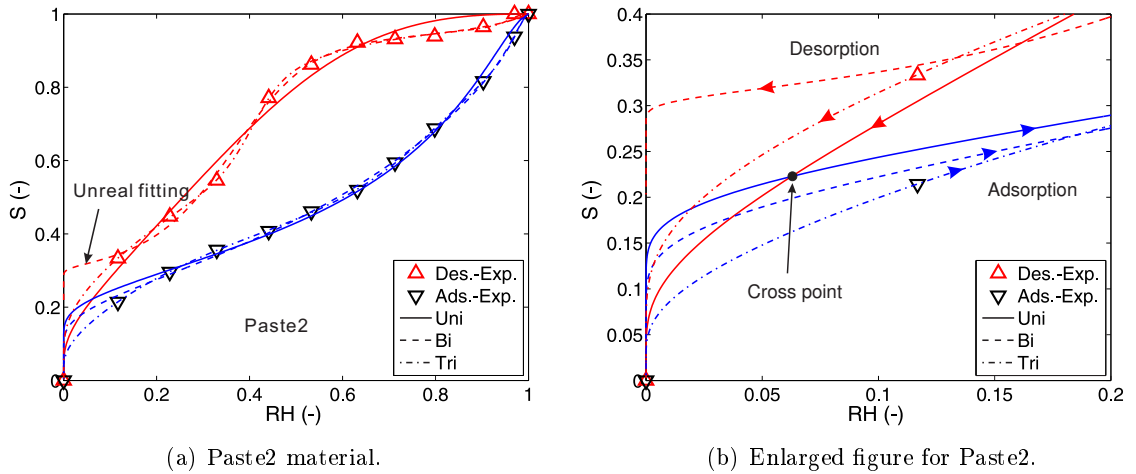 1
0.8
0.6
0.4
0.2
0
S (-)
0
0.2
0.4
0.6
0.8
1
RH (-)
Unreal fitting
Paste2
Des.-Exp.
Ads.-Exp.
Uni
Bi
Tri
(a) Paste2 material.
0.4
0.35
0.3
0.25
0.2
0.15
0.1
0.05
0
S (-)
0
0.05
0.1
0.15
0.2
RH (-)
Desorption
Adsorption
Cross point
Des.-Exp.
Ads.-Exp.
Uni
Bi
Tri
(b) Enlarged figure for Paste2.